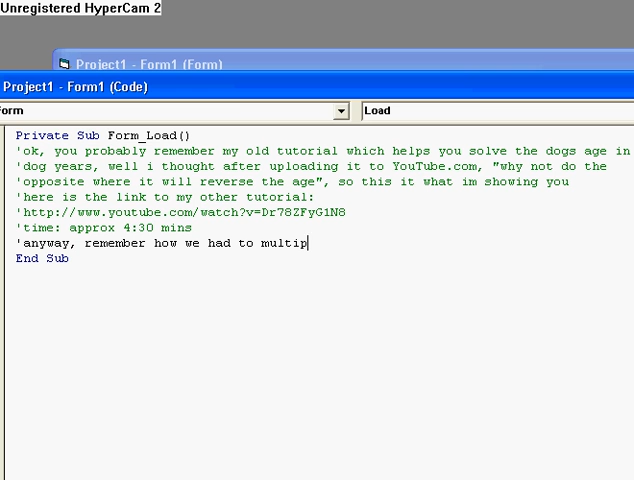 Unregistered HyperCam 2
Project1 - Form1 (Form)
Project1 - Form1 (Code)
Form
Load
Private Sub Form_Load()
'ok, you probably remember my old tutorial which helps you solve the dogs age in
'dog years, well i thought after uploading it to YouTube.com, "why not do the
'opposite where it will reverse the age", so this it what im showing you
'here is the link to my other tutorial:
'http://www.youtube.com/watch?v=Dr78ZFyG1N8
'time: approx 4:30 mins
'anyway, remember how we had to multip
End Sub